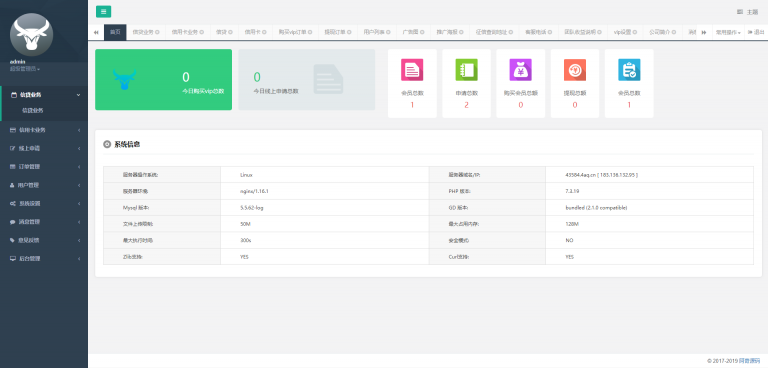 主题
admin
超级管理员
信贷业务
信贷业务
信用卡业务
线上申请
订单管理
用户管理
系统设置
消息管理
意见反馈
后台管理
首页 信贷业务 信用卡业务 信贷 信用卡 购买vip订单 提现订单 用户列表 广告图 推广海报 征信查询地址 客服电话 团队收益说明 vip设置 公司简介 常用操作 退出
0
今日购买vip总数
0
今日线上申请总数
会员总数
1
申请总数
2
购买会员总额
0
提现总额
0
会员总数
1
系统信息
服务器操作系统: Linux 服务器域名/IP: 43584.4aq.cn [ 183.136.132.93 ]
服务器环境: nginx/1.16.1 PHP 版本: 7.3.19
Mysql 版本: 5.5.62-log GD 版本: bundled (2.1.0 compatible)
文件上传限制: 50M 最大占用内存: 128M
最大执行时间: 300s 安全模式: NO
Zlib支持: YES Curl支持: YES
© 2017-2019 阿哲源码